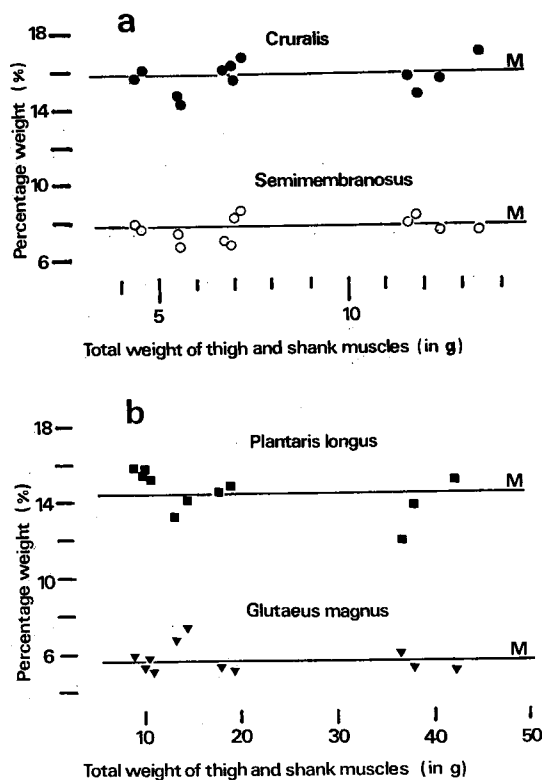 a
18
Cruralis
M
14
Percentage weight (%)
10
Semimembranosus
M
6
5
10
Total weight of thigh and shank muscles (in g)
b
18
Plantaris longus
M
14
Percentage weight (%)
10
Glutaeus magnus
M
6
10
20
30
40
50
Total weight of thigh and shank muscles (in g)